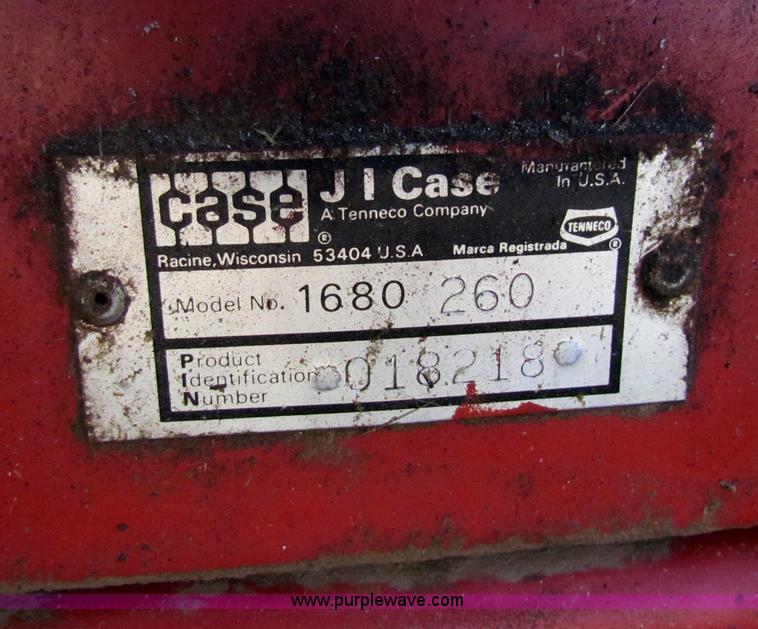 case J I Case Manufactured
A Tenneco Company In U.S.A.
® TENNECO ®
Racine, Wisconsin 53404 U.S.A Marca Registrada
Model No. 1680 260
Product
Identification 018218
Number
www.purplewave.com